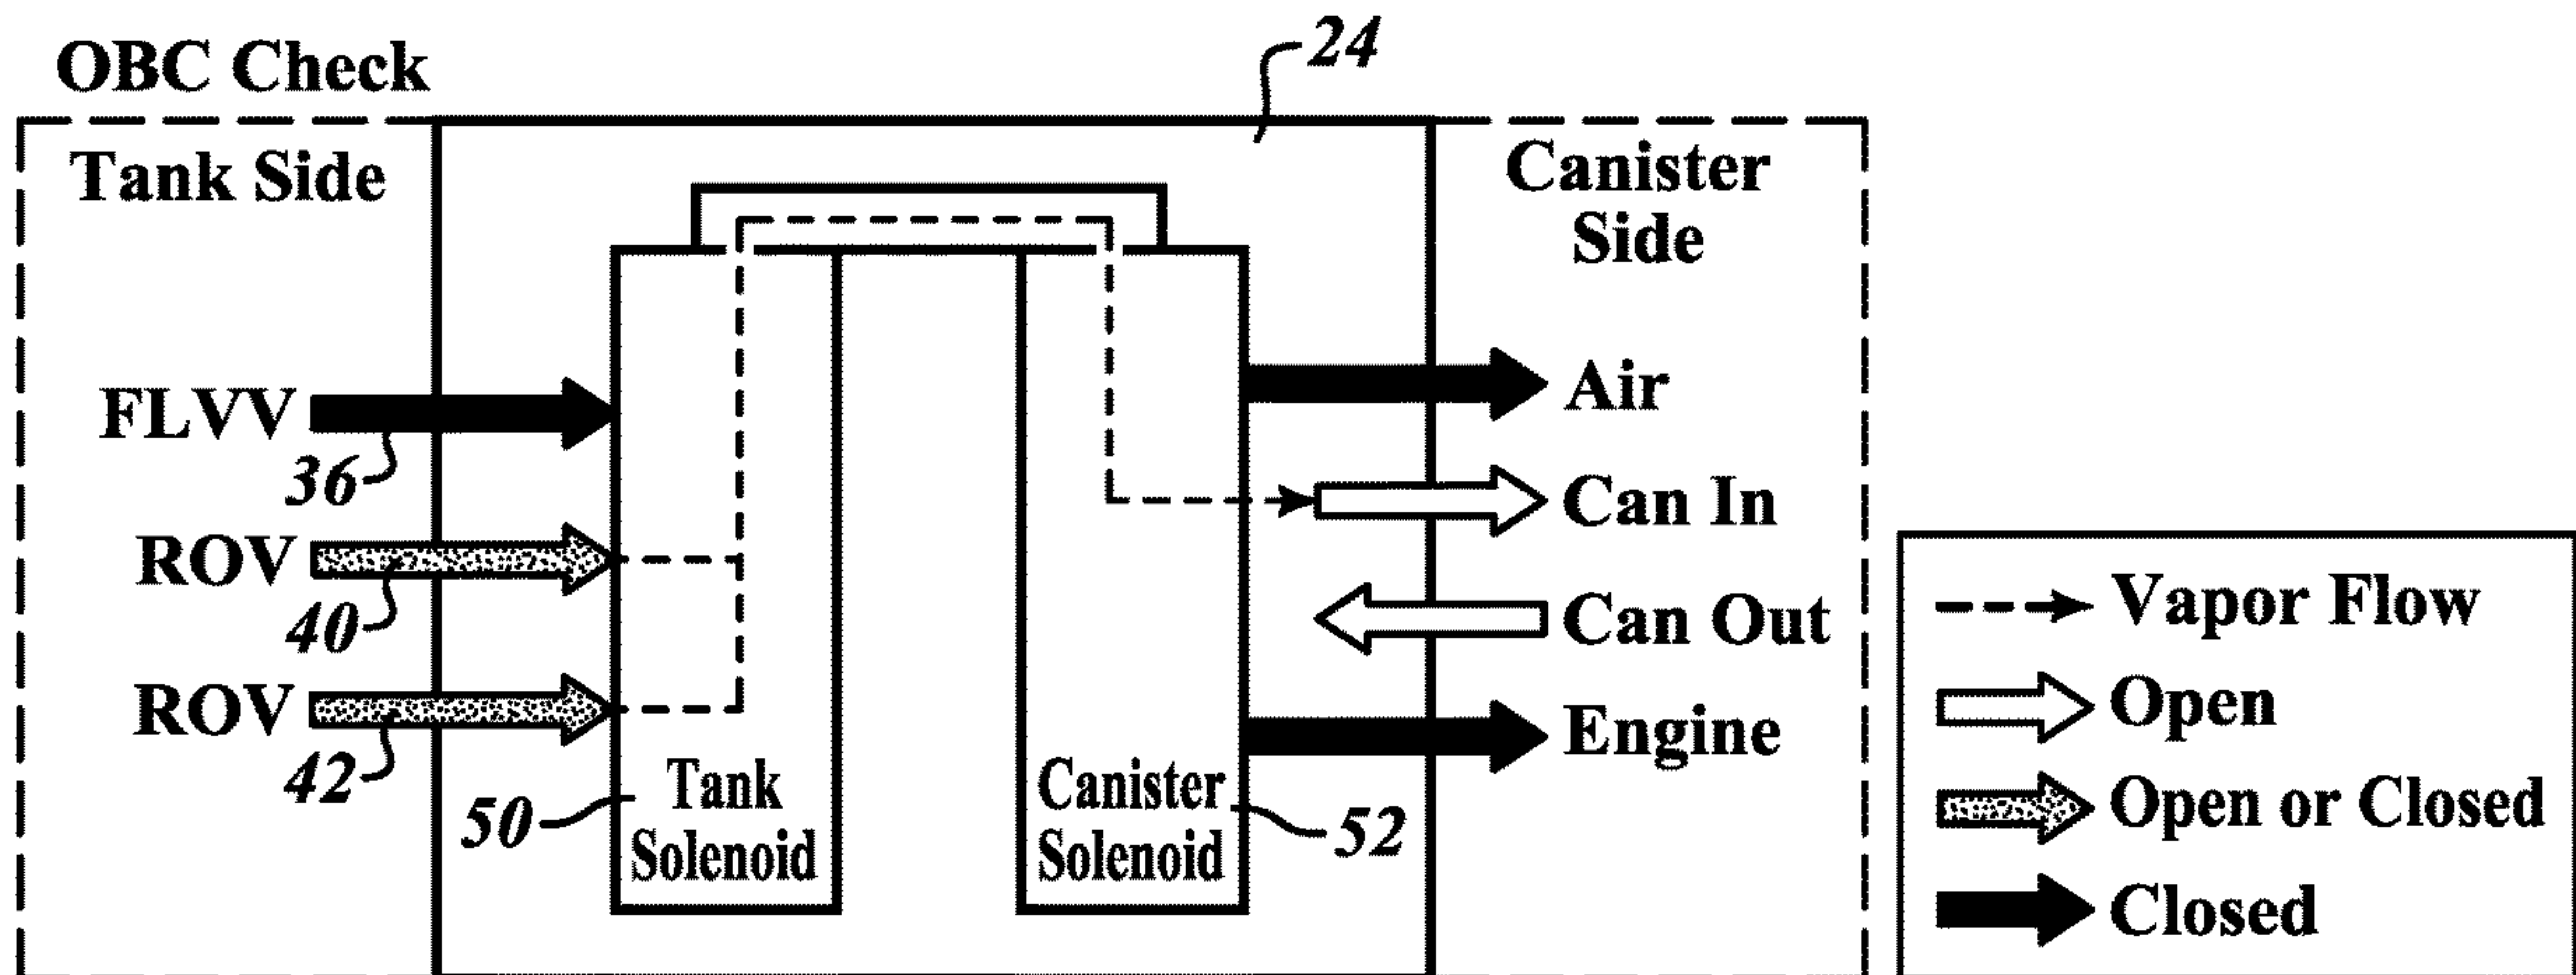 OBC Check
24
Tank Side
Canister
Side
FLVV
36
Air
ROV
40
Can In
Can Out
ROV
42
Engine
50
Tank
Solenoid
Canister
Solenoid
52
Vapor Flow
Open
Open or Closed
Closed